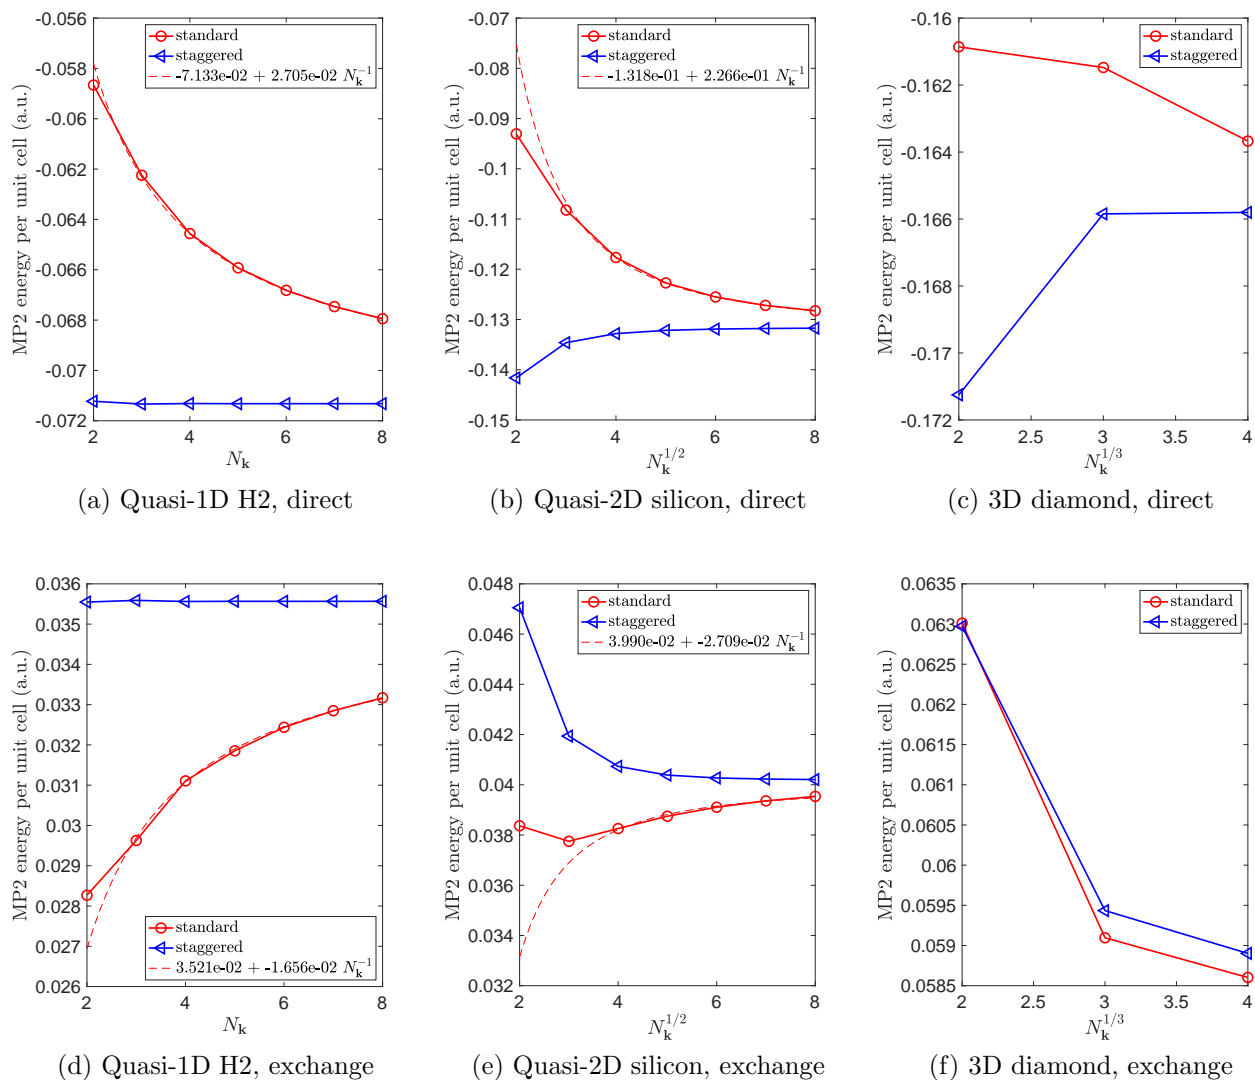 -0.056
-0.058
-0.06
-0.062
-0.064
-0.066
-0.068
-0.07
-0.072
MP2 energy per unit cell (a.u.)
standard
staggered
-7.133e-02 + 2.705e-02 N_k^{-1}
2 4 6 8
N_k
(a) Quasi-1D H2, direct
-0.07
-0.08
-0.09
-0.1
-0.11
-0.12
-0.13
-0.14
-0.15
MP2 energy per unit cell (a.u.)
standard
staggered
-1.318e-01 + 2.266e-01 N_k^{-1}
2 4 6 8
N_k^{1/2}
(b) Quasi-2D silicon, direct
-0.16
-0.162
-0.164
-0.166
-0.168
-0.17
-0.172
MP2 energy per unit cell (a.u.)
standard
staggered
2 2.5 3 3.5 4
N_k^{1/3}
(c) 3D diamond, direct
0.036
0.035
0.034
0.033
0.032
0.031
0.03
0.029
0.028
0.027
0.026
MP2 energy per unit cell (a.u.)
standard
staggered
3.521e-02 + -1.656e-02 N_k^{-1}
2 4 6 8
N_k
(d) Quasi-1D H2, exchange
0.048
0.046
0.044
0.042
0.04
0.038
0.036
0.034
0.032
MP2 energy per unit cell (a.u.)
standard
staggered
3.990e-02 + -2.709e-02 N_k^{-1}
2 4 6 8
N_k^{1/2}
(e) Quasi-2D silicon, exchange
0.0635
0.063
0.0625
0.062
0.0615
0.061
0.0605
0.06
0.0595
0.059
0.0585
MP2 energy per unit cell (a.u.)
standard
staggered
2 2.5 3 3.5 4
N_k^{1/3}
(f) 3D diamond, exchange